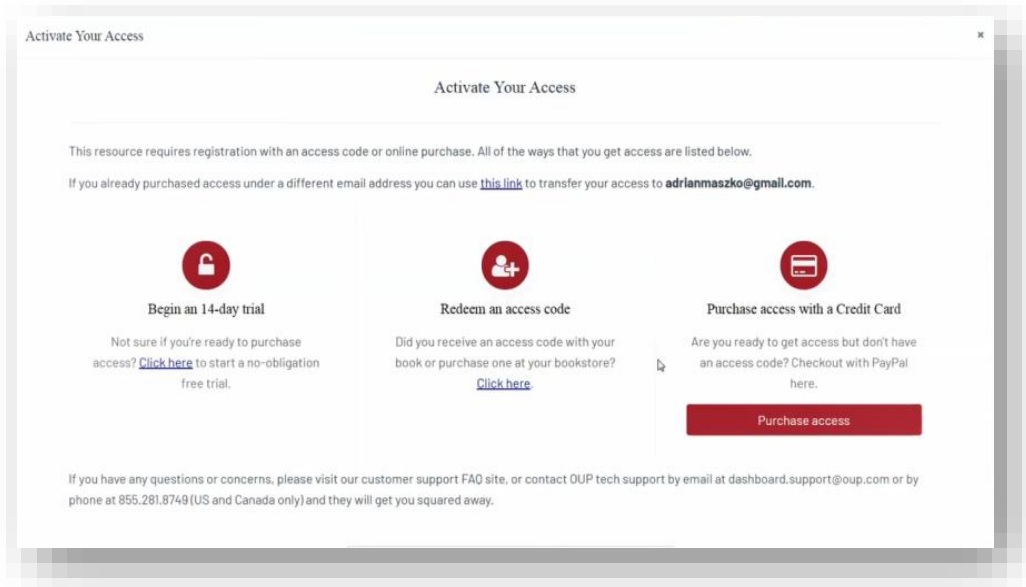 Activate Your Access
Activate Your Access
This resource requires registration with an access code or online purchase. All of the ways that you get access are listed below.
If you already purchased access under a different email address you can use this link to transfer your access to adrianmaszko@gmail.com.
Begin an 14-day trial
Not sure if you're ready to purchase
access? Click here to start a no-obligation
free trial.
Redeem an access code
Did you receive an access code with your
book or purchase one at your bookstore?
Click here.
Purchase access with a Credit Card
Are you ready to get access but don't have
an access code? Checkout with PayPal
here.
Purchase access
If you have any questions or concerns, please visit our customer support FAQ site, or contact OUP tech support by email at dashboard.support@oup.com or by
phone at 855.281.8749 (US and Canada only) and they will get you squared away.